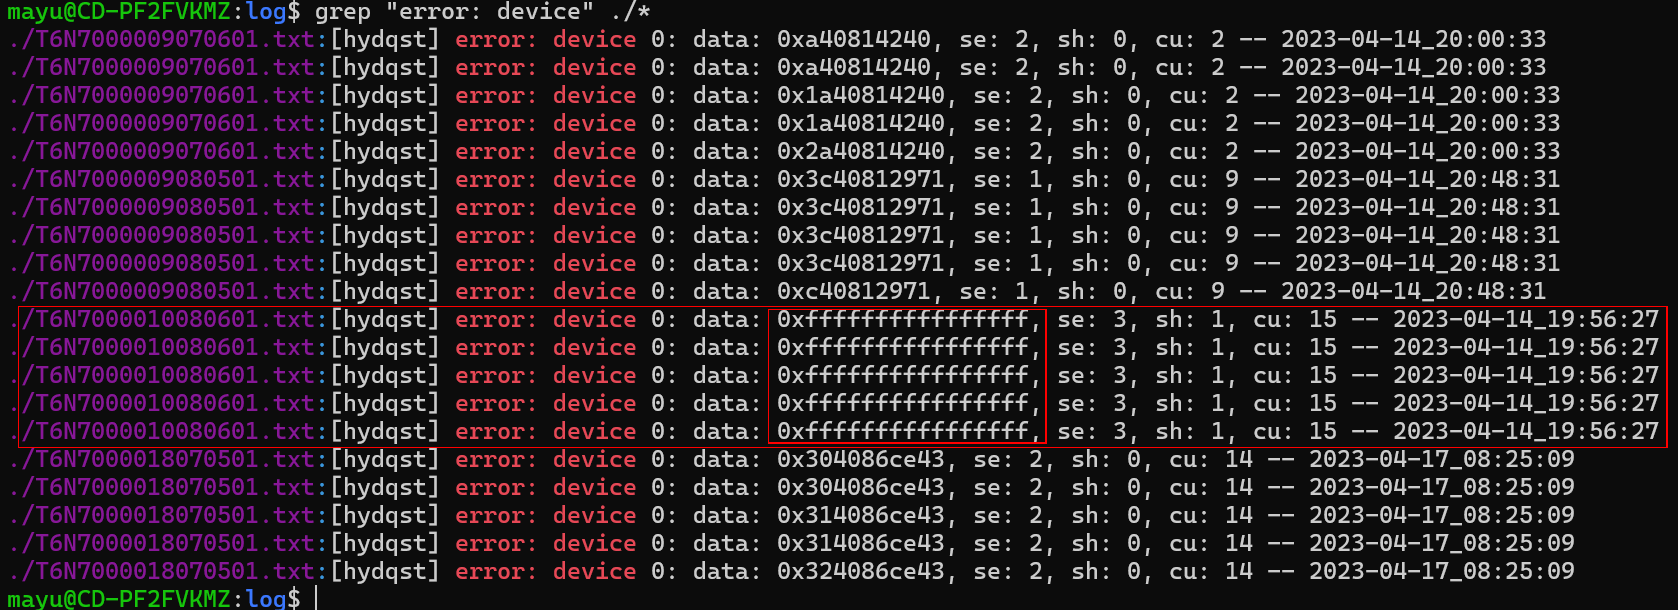 mayu@CD-PF2FVKMZ:log$ grep "error: device" ./*
./T6N7000009070601.txt:[hydqst] error: device 0: data: 0xa40814240, se: 2, sh: 0, cu: 2 -- 2023-04-14_20:00:33
./T6N7000009070601.txt:[hydqst] error: device 0: data: 0xa40814240, se: 2, sh: 0, cu: 2 -- 2023-04-14_20:00:33
./T6N7000009070601.txt:[hydqst] error: device 0: data: 0x1a40814240, se: 2, sh: 0, cu: 2 -- 2023-04-14_20:00:33
./T6N7000009070601.txt:[hydqst] error: device 0: data: 0x1a40814240, se: 2, sh: 0, cu: 2 -- 2023-04-14_20:00:33
./T6N7000009070601.txt:[hydqst] error: device 0: data: 0x2a40814240, se: 2, sh: 0, cu: 2 -- 2023-04-14_20:00:33
./T6N7000009080501.txt:[hydqst] error: device 0: data: 0x3c40812971, se: 1, sh: 0, cu: 9 -- 2023-04-14_20:48:31
./T6N7000009080501.txt:[hydqst] error: device 0: data: 0x3c40812971, se: 1, sh: 0, cu: 9 -- 2023-04-14_20:48:31
./T6N7000009080501.txt:[hydqst] error: device 0: data: 0x3c40812971, se: 1, sh: 0, cu: 9 -- 2023-04-14_20:48:31
./T6N7000009080501.txt:[hydqst] error: device 0: data: 0x3c40812971, se: 1, sh: 0, cu: 9 -- 2023-04-14_20:48:31
./T6N7000009080501.txt:[hydqst] error: device 0: data: 0xc40812971, se: 1, sh: 0, cu: 9 -- 2023-04-14_20:48:31
./T6N7000010080601.txt:[hydqst] error: device 0: data: 0xffffffffffffffff, se: 3, sh: 1, cu: 15 -- 2023-04-14_19:56:27
./T6N7000010080601.txt:[hydqst] error: device 0: data: 0xffffffffffffffff, se: 3, sh: 1, cu: 15 -- 2023-04-14_19:56:27
./T6N7000010080601.txt:[hydqst] error: device 0: data: 0xffffffffffffffff, se: 3, sh: 1, cu: 15 -- 2023-04-14_19:56:27
./T6N7000010080601.txt:[hydqst] error: device 0: data: 0xffffffffffffffff, se: 3, sh: 1, cu: 15 -- 2023-04-14_19:56:27
./T6N7000010080601.txt:[hydqst] error: device 0: data: 0xffffffffffffffff, se: 3, sh: 1, cu: 15 -- 2023-04-14_19:56:27
./T6N7000018070501.txt:[hydqst] error: device 0: data: 0x304086ce43, se: 2, sh: 0, cu: 14 -- 2023-04-17_08:25:09
./T6N7000018070501.txt:[hydqst] error: device 0: data: 0x304086ce43, se: 2, sh: 0, cu: 14 -- 2023-04-17_08:25:09
./T6N7000018070501.txt:[hydqst] error: device 0: data: 0x314086ce43, se: 2, sh: 0, cu: 14 -- 2023-04-17_08:25:09
./T6N7000018070501.txt:[hydqst] error: device 0: data: 0x314086ce43, se: 2, sh: 0, cu: 14 -- 2023-04-17_08:25:09
./T6N7000018070501.txt:[hydqst] error: device 0: data: 0x324086ce43, se: 2, sh: 0, cu: 14 -- 2023-04-17_08:25:09
mayu@CD-PF2FVKMZ:log$